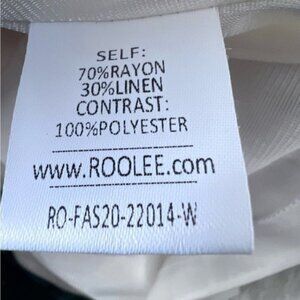 SELF:
70%RAYON
30%LINEN
CONTRAST:
100%POLYESTER
www.ROOLEE.com
RO-FAS20-22014-W